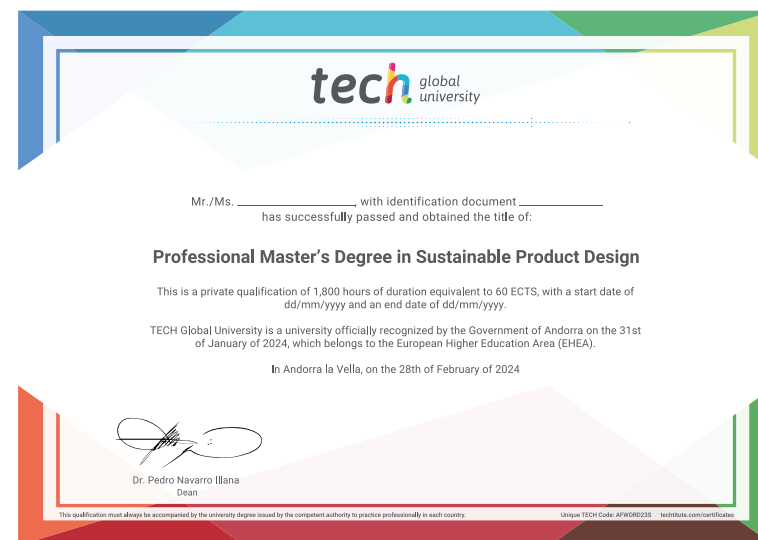 tech global
university
Mr./Ms. ____________, with identification document ____________
has successfully passed and obtained the title of:
Professional Master's Degree in Sustainable Product Design
This is a private qualification of 1,800 hours of duration equivalent to 60 ECTS, with a start date of
dd/mm/yyyy and an end date of dd/mm/yyyy.
TECH Global University is a university officially recognized by the Government of Andorra on the 31st
of January of 2024, which belongs to the European Higher Education Area (EHEA).
In Andorra la Vella, on the 28th of February of 2024
Dr. Pedro Navarro Illana
Dean
This qualification must always be accompanied by the university degree issued by the competent authority to practice professionally in each country.
Unique TECH Code: AFWORD23S techtitute.com/certificates